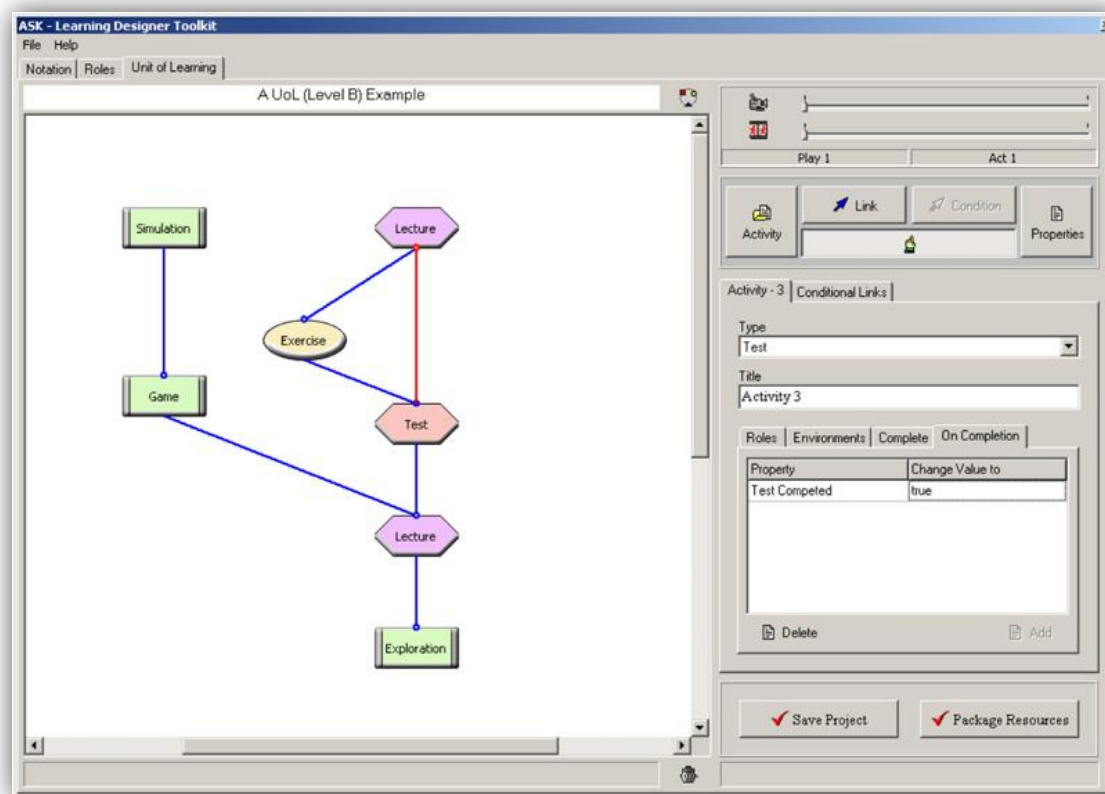 ASK - Learning Designer Toolkit
File Help
Notation Roles Unit of Learning
A UoL (Level B) Example
Simulation
Lecture
Exercise
Game
Test
Lecture
Exploration
Play 1 Act 1
Activity
Link
Condition
Properties
Activity - 3 Conditional Links
Type
Test
Title
Activity 3
Roles Environments Complete On Completion
Property Change Value to
Test Competed true
Delete Add
Save Project Package Resources